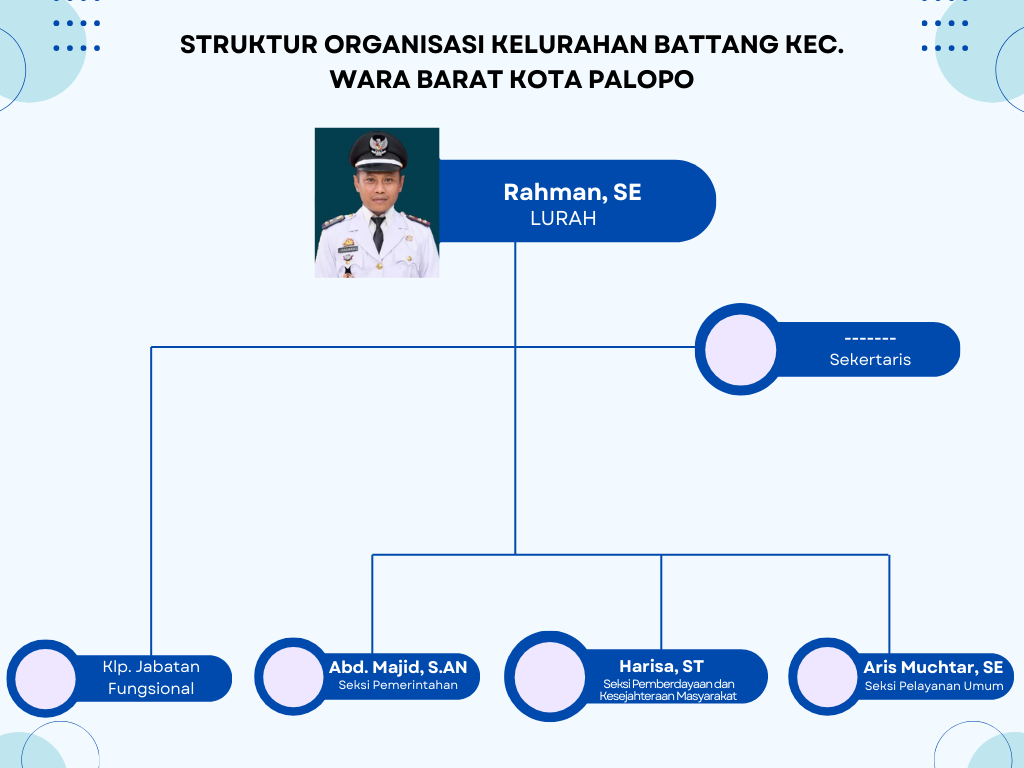 STRUKTUR ORGANISASI KELURAHAN BATTANG KEC.
WARA BARAT KOTA PALOPO
Rahman, SE
LURAH
-------
Sekertaris
Klp. Jabatan
Fungsional
Abd. Majid, S.AN
Seksi Pemerintahan
Harisa, ST
Seksi Pemberdayaan dan
Kesejahteraan Masyarakat
Aris Muchtar, SE
Seksi Pelayanan Umum